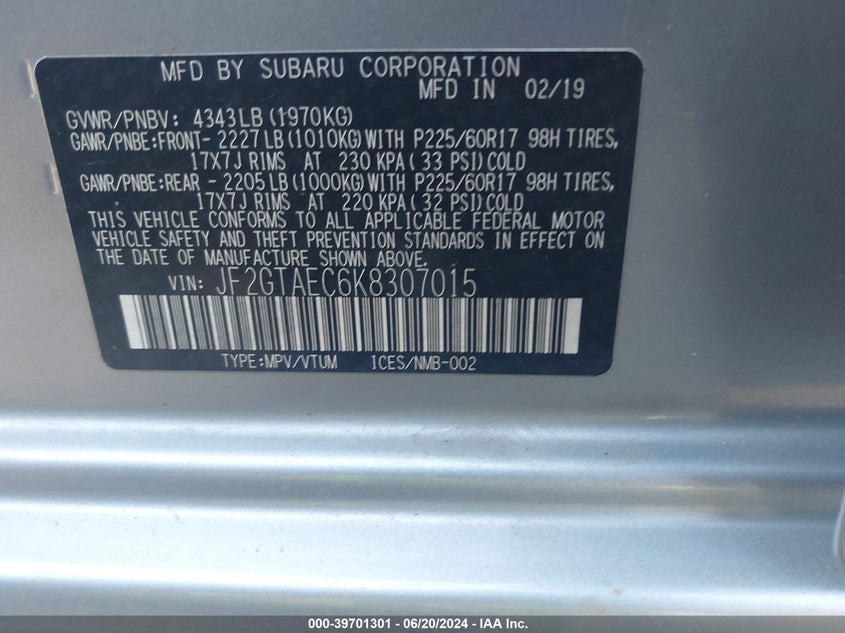 MFD BY SUBARU CORPORATION
MFD IN 02/19
GVWR/PNBV: 4343LB (1970KG)
GAWR/PNBE:FRONT- 2227 LB (1010KG) WITH P225/60R17 98H TIRES,
17X7J RIMS AT 230 KPA ( 33 PSI) COLD
GAWR/PNBE:REAR - 2205 LB (1000KG) WITH P225/60R17 98H TIRES,
17X7J RIMS AT 220 KPA ( 32 PSI) COLD
THIS VEHICLE CONFORMS TO ALL APPLICABLE FEDERAL MOTOR
VEHICLE SAFETY AND THEFT PREVENTION STANDARDS IN EFFECT ON
THE DATE OF MANUFACTURE SHOWN ABOVE.
VIN: JF2GTAEC6K8307015
TYPE:MPV/VTUM ICES/NMB-002
000-39701301 - 06/20/2024 - IAA Inc.